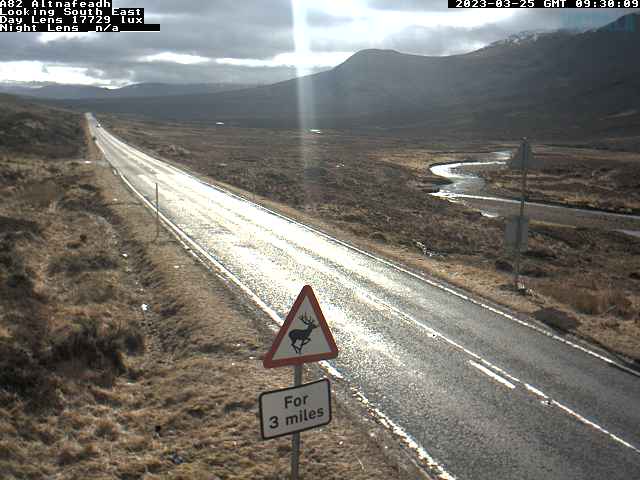 A82 Altnafeadh
Looking South East
Day Lens 17729 lux
Night Lens n/a
2023-03-25 GMT 09:30:09
For
3 miles